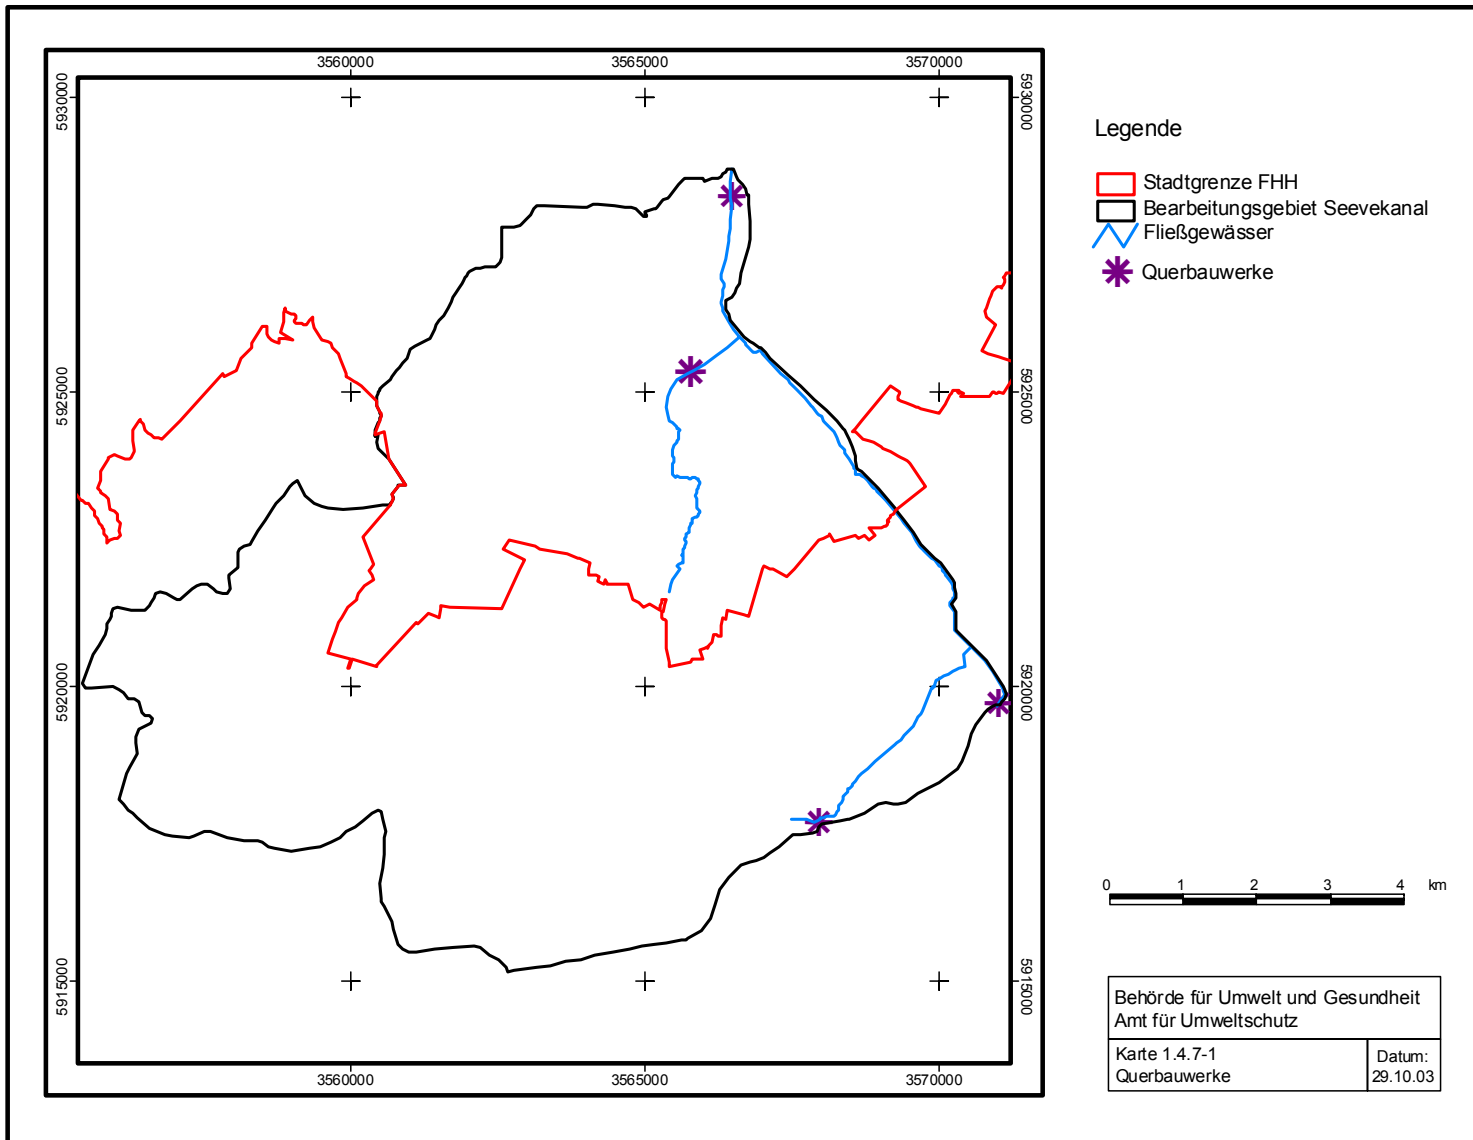 3560000 3565000 3570000
5930000 5930000
5925000 5925000
5920000 5920000
5915000 5915000
3560000 3565000 3570000
Legende
Stadtgrenze FHH
Bearbeitungsgebiet Seevekanal
Fließgewässer
Querbauwerke
0 1 2 3 4 km
Behörde für Umwelt und Gesundheit
Amt für Umweltschutz
Karte 1.4.7-1
Querbauwerke
Datum:
29.10.03